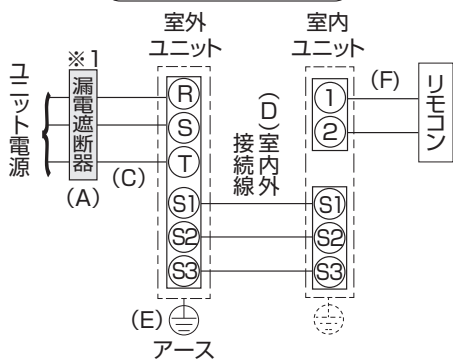 室外
ユニット
室内
ユニット
※1
漏電遮断器
ユニット電源
(A)
(C)
R
S
T
S1
S2
S3
(D)室内外
接続線
1
2
S1
S2
S3
(F)
リモコン
(E)
アース